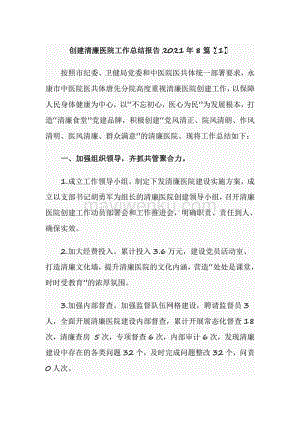 创建清廉医院工作总结报告2021年8篇【1】
按照市纪委、卫健局党委和中医院医共体统一部署要求，永
康市中医院医共体唐先分院高度重视清廉医院创建工作，以保障
人民身体健康为中心，以“不忘初心，医心为民”为发展根本，打
造“清廉食堂”党建品牌，积极创建“党风清正、院风清朗、作风
清明、医风清廉、群众满意”的清廉医院。现将工作总结如下：
一、加强组织领导，齐抓共管聚合力。
1.成立工作领导小组。制定下发清廉医院建设实施方案，成
立以支部书记胡勇军为组长的清廉医院创建领导小组，召开清廉
医院创建工作动员部署会和工作推进会，明确职责、责任到人、
确保实效。
2.加大经费投入。累计投入3.6万元，建设党员活动室、
打造清廉文化墙，提升清廉医院的文化内涵，营造“处处是课堂，
时时受教育”的浓厚氛围。
3.加强内部督查。加强监督队伍网格建设，聘请监督员3
人，全面开展清廉医院建设内部督查，累计开展常态化督查18
次，清廉查房5次，专项督查6次，内部审计6次，发现清廉
建设中存在的各类问题32个，及时完成问题整改32个，问责
0人次。